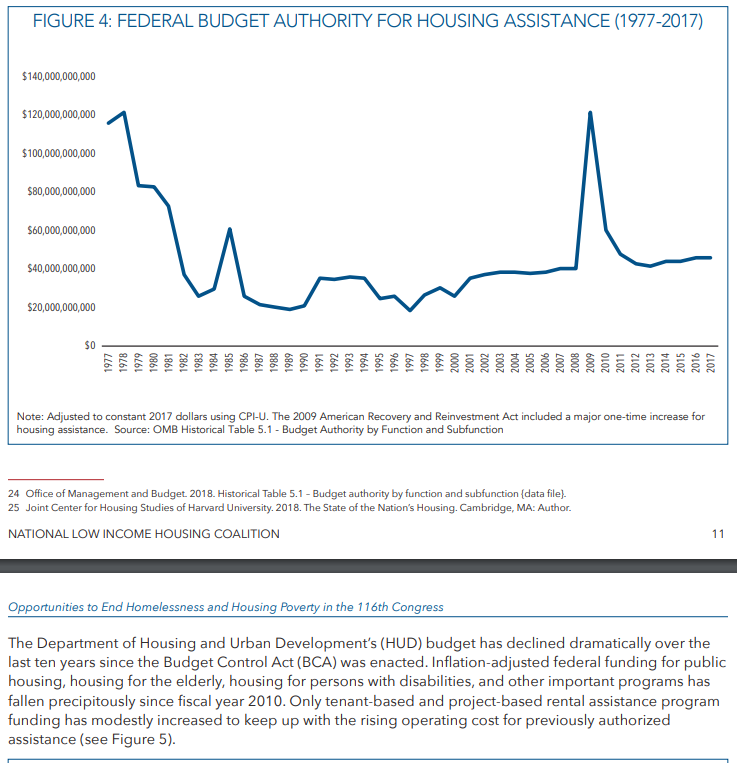 FIGURE 4: FEDERAL BUDGET AUTHORITY FOR HOUSING ASSISTANCE (1977-2017)
$140,000,000,000
$120,000,000,000
$100,000,000,000
$80,000,000,000
$60,000,000,000
$40,000,000,000
$20,000,000,000
$0
1977 1978 1979 1980 1981 1982 1983 1984 1985 1986 1987 1988 1989 1990 1991 1992 1993 1994 1995 1996 1997 1998 1999 2000 2001 2002 2003 2004 2005 2006 2007 2008 2009 2010 2011 2012 2013 2014 2015 2016 2017
Note: Adjusted to constant 2017 dollars using CPI-U. The 2009 American Recovery and Reinvestment Act included a major one-time increase for
housing assistance. Source: OMB Historical Table 5.1 - Budget Authority by Function and Subfunction
24 Office of Management and Budget. 2018. Historical Table 5.1 – Budget authority by function and subfunction (data file).
25 Joint Center for Housing Studies of Harvard University. 2018. The State of the Nation's Housing. Cambridge, MA: Author.
NATIONAL LOW INCOME HOUSING COALITION 11
Opportunities to End Homelessness and Housing Poverty in the 116th Congress
The Department of Housing and Urban Development's (HUD) budget has declined dramatically over the
last ten years since the Budget Control Act (BCA) was enacted. Inflation-adjusted federal funding for public
housing, housing for the elderly, housing for persons with disabilities, and other important programs has
fallen precipitously since fiscal year 2010. Only tenant-based and project-based rental assistance program
funding has modestly increased to keep up with the rising operating cost for previously authorized
assistance (see Figure 5).